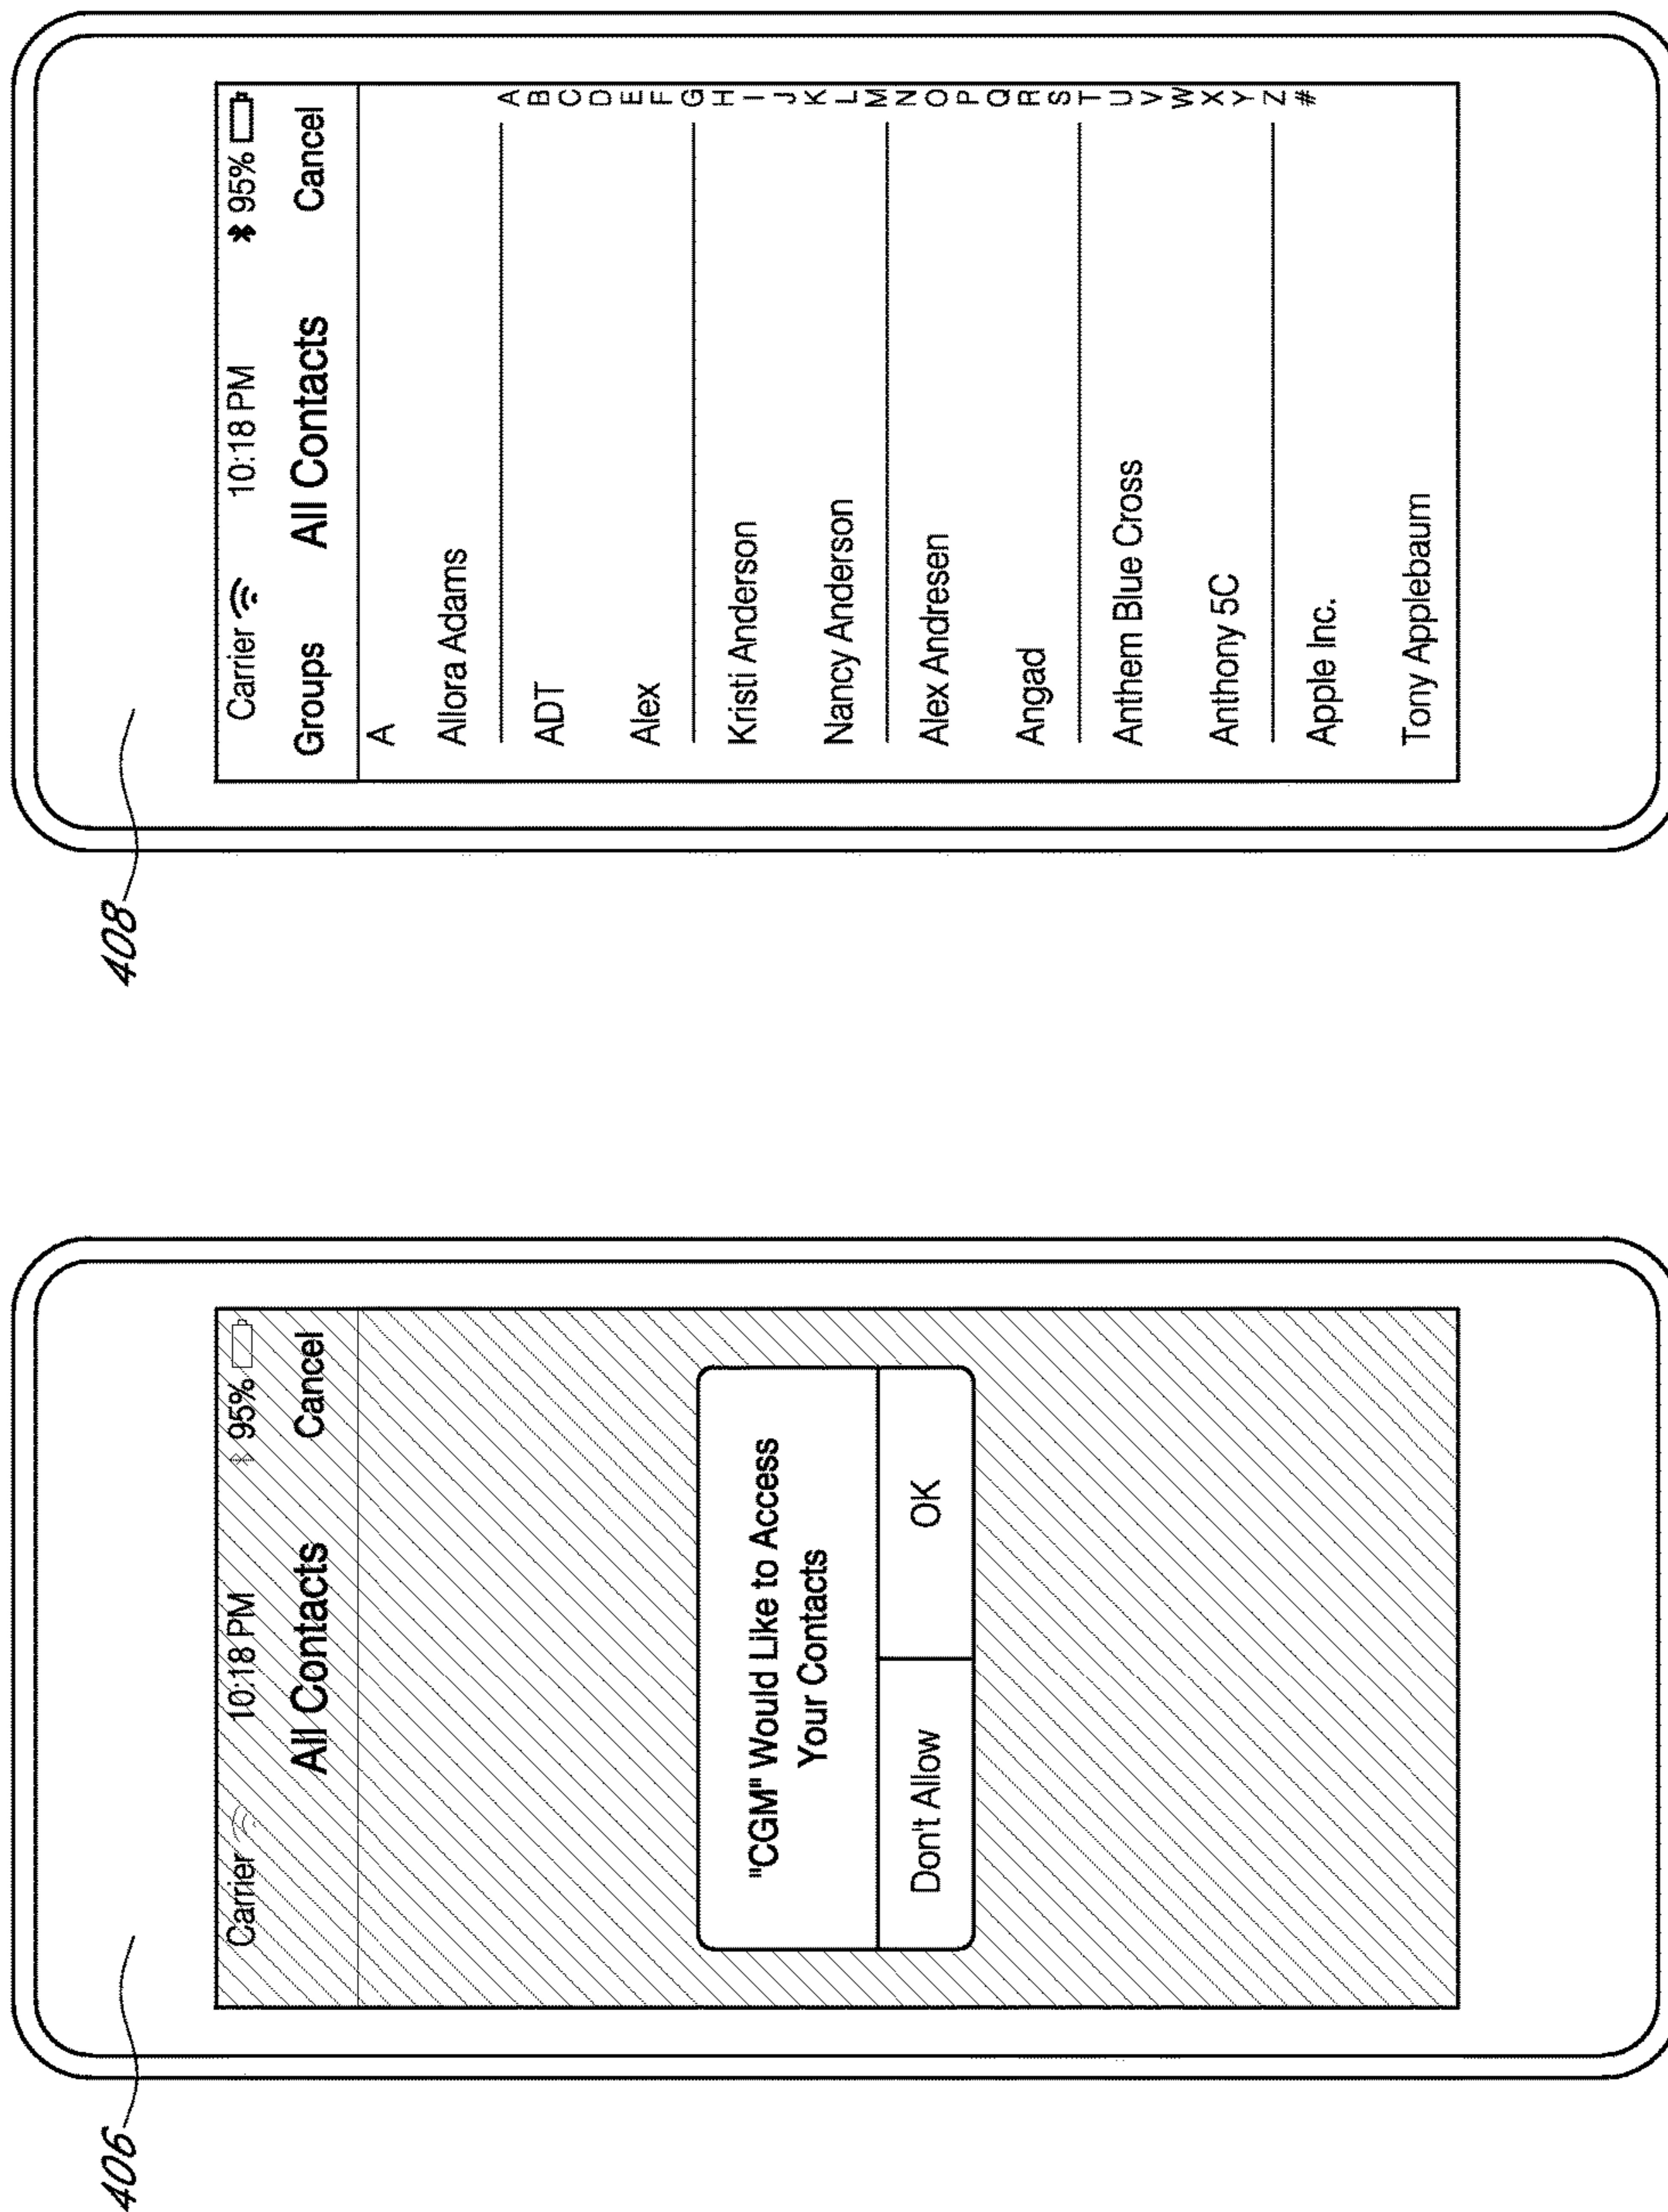 406
Carrier 10:18 PM 95%
All Contacts Cancel
"CGM" Would Like to Access
Your Contacts
Don't Allow OK
408
Carrier 10:18 PM 95%
Groups All Contacts Cancel
A
Allora Adams
ADT
Alex
Kristi Anderson
Nancy Anderson
Alex Andresen
Angad
Anthem Blue Cross
Anthony 5C
Apple Inc.
Tony Applebaum
A
B
C
D
E
F
G
H
I
J
K
L
M
N
O
P
Q
R
S
T
U
V
W
X
Y
Z
#